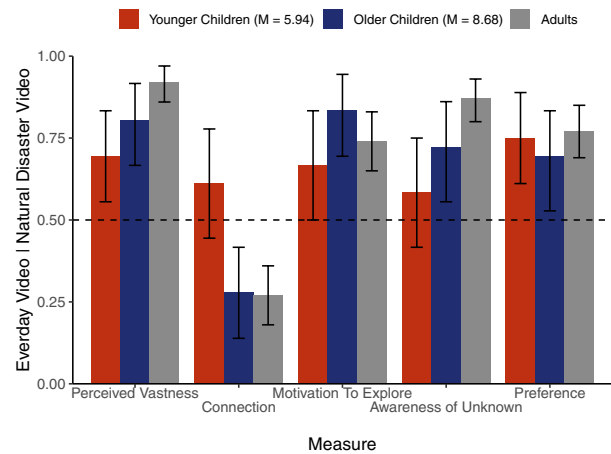 Younger Children (M = 5.94) Older Children (M = 8.68) Adults
Everday Video | Natural Disaster Video
1.00
0.75
0.50
0.25
0.00
Perceived Vastness Motivation To Explore Preference
Connection Awareness of Unknown
Measure